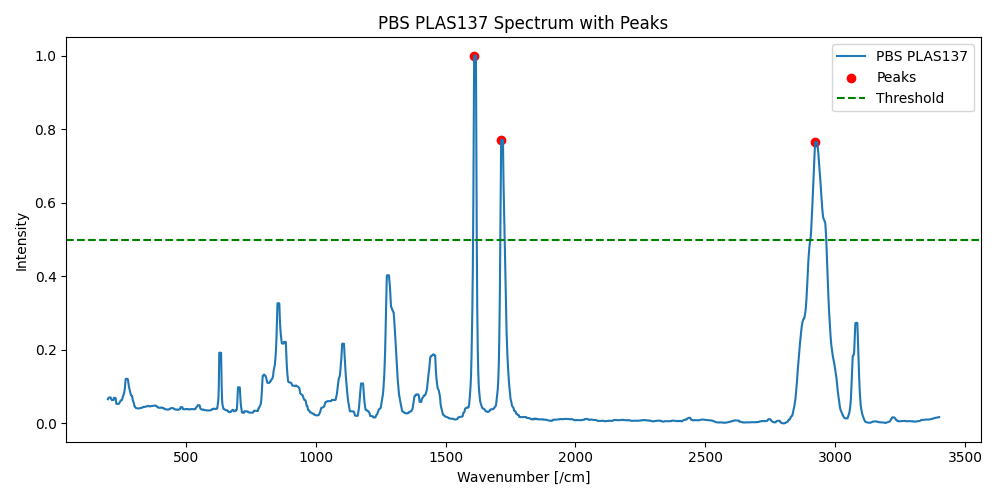 PBS PLAS137 Spectrum with Peaks
PBS PLAS137
Peaks
Threshold
Intensity
1.0
0.8
0.6
0.4
0.2
0.0
500 1000 1500 2000 2500 3000 3500
Wavenumber [/cm]